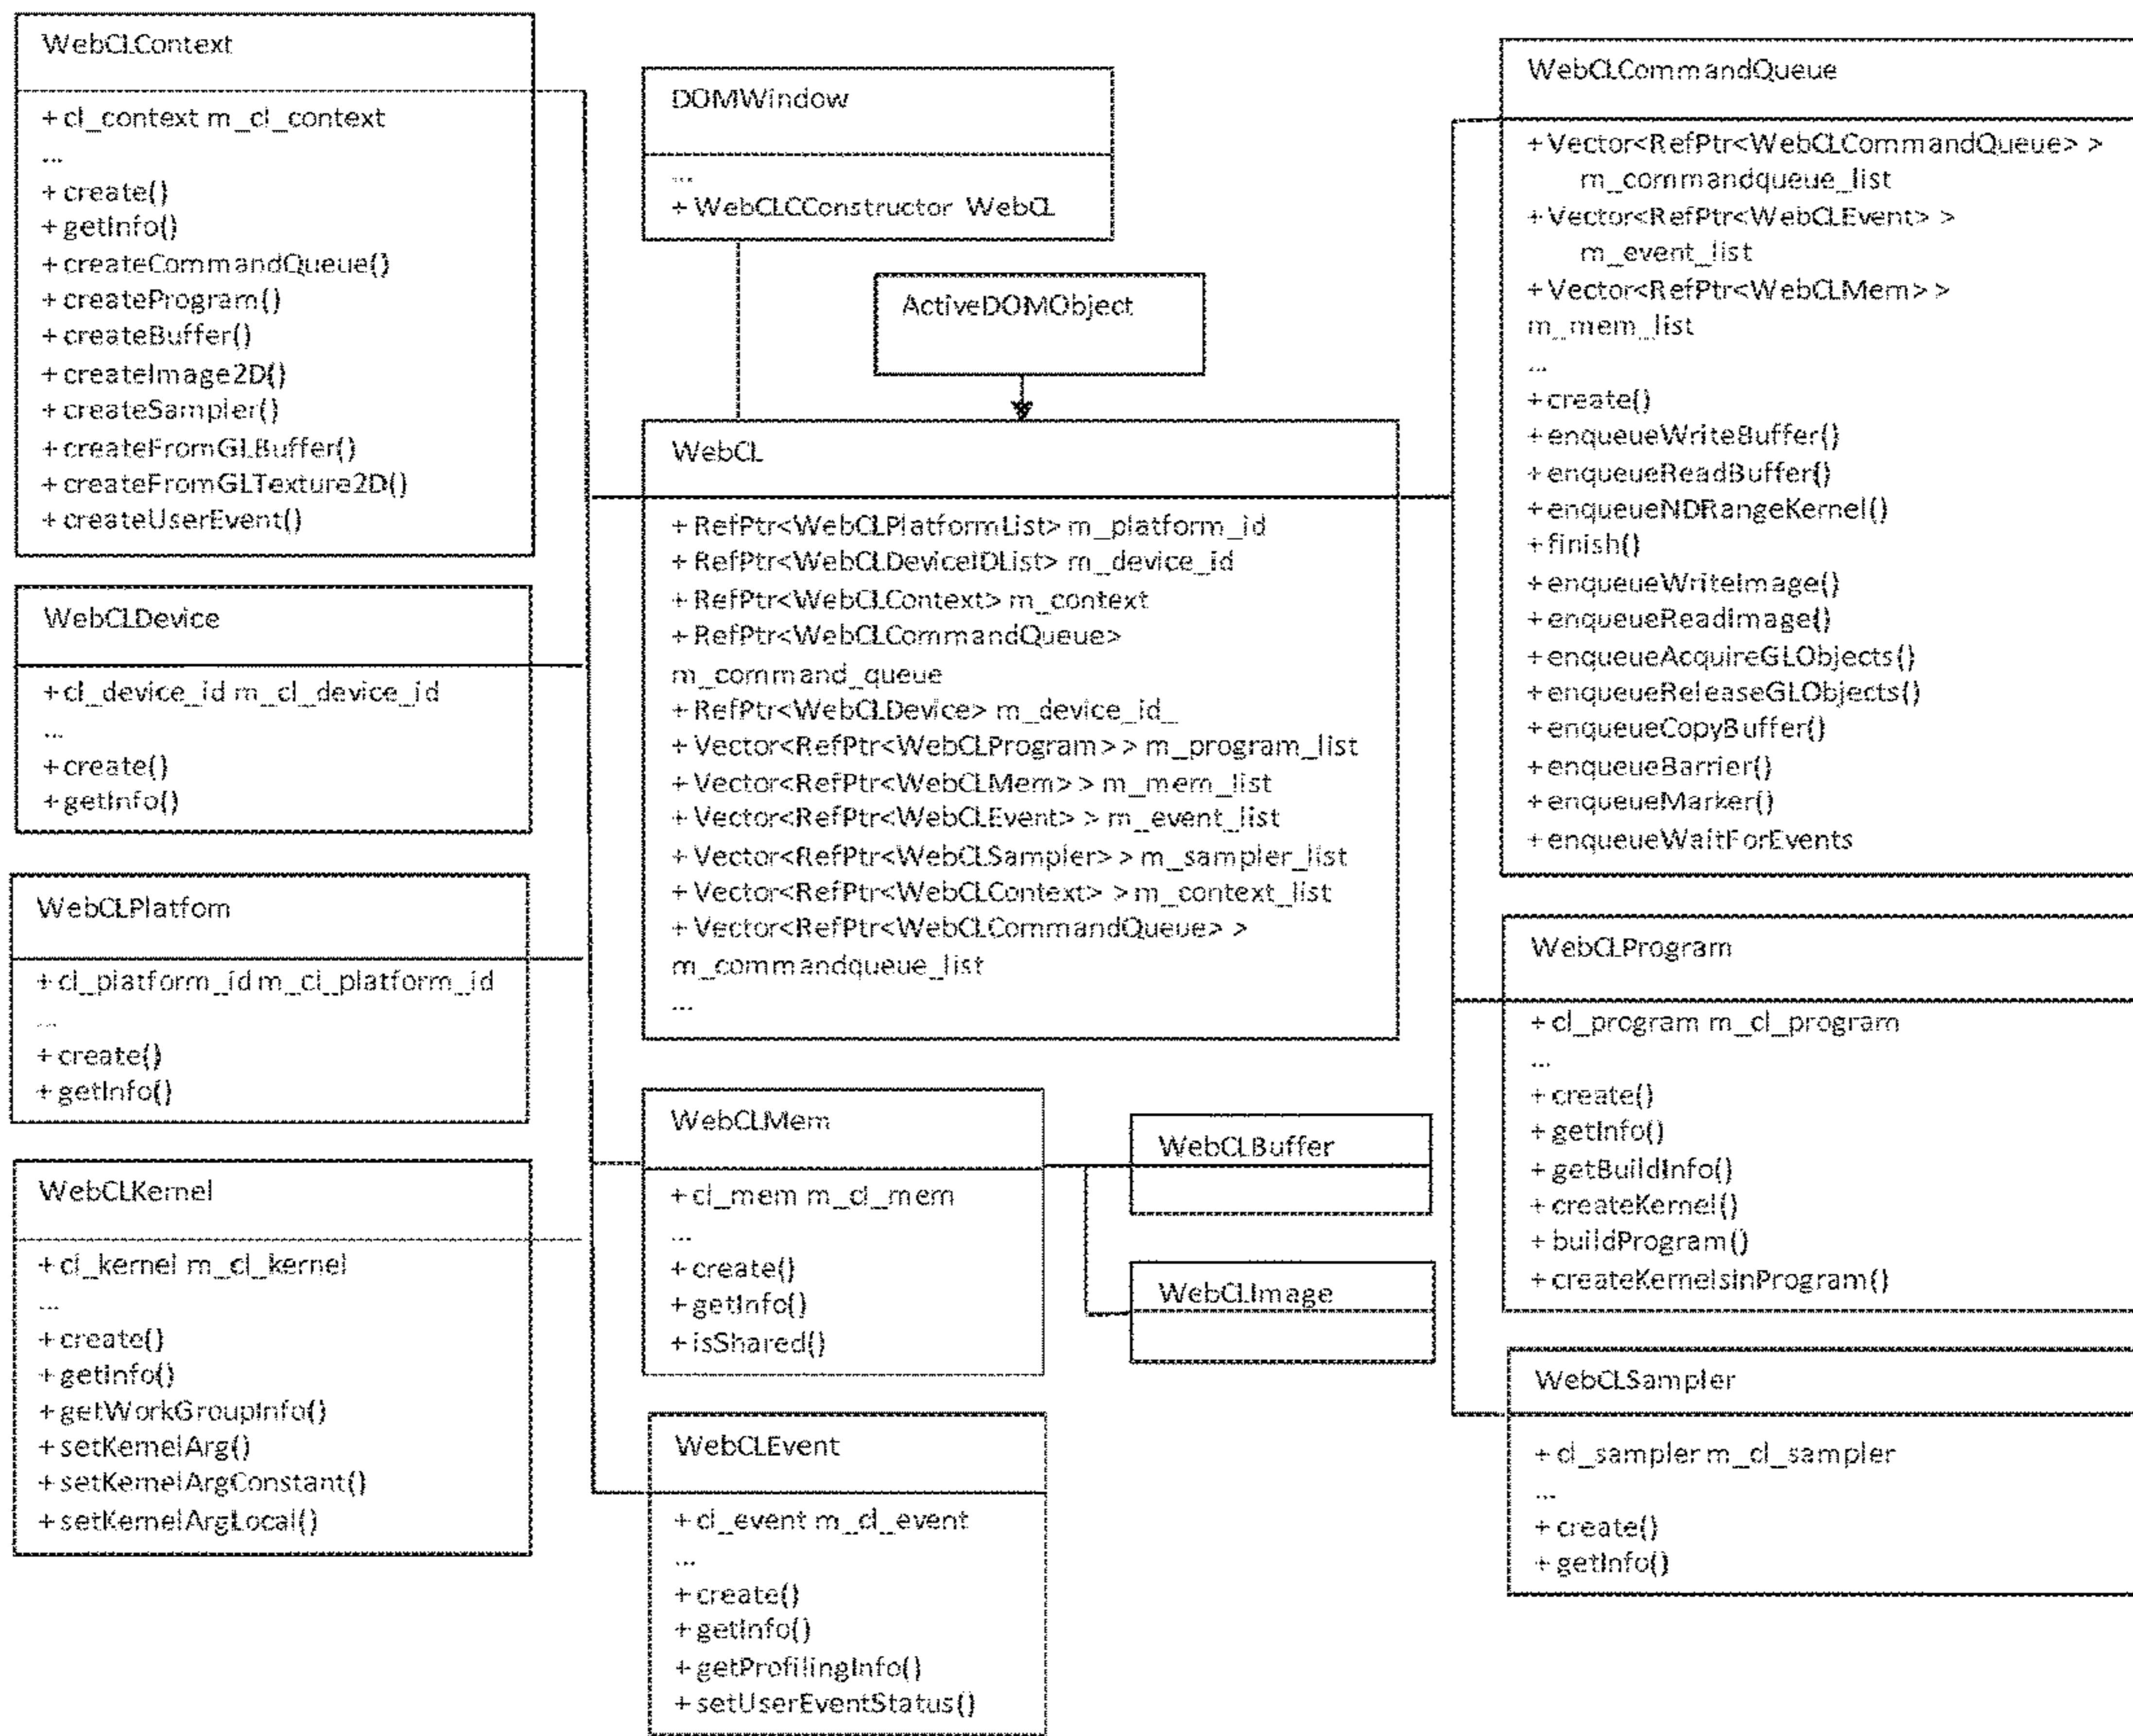 WebCLContext
+ cl_context m_cl_context
...
+ create()
+ getInfo()
+ createCommandQueue()
+ createProgram()
+ createBuffer()
+ createImage2D()
+ createSampler()
+ createFromGLBuffer()
+ createFromGLTexture2D()
+ createUserEvent()
WebCLDevice
+ cl_device_id m_cl_device_id
...
+ create()
+ getInfo()
WebCLPlatfom
+ cl_platform_id m_cl_platform_id
...
+ create()
+ getInfo()
WebCLKernel
+ cl_kernel m_cl_kernel
...
+ create()
+ getInfo()
+ getWorkGroupInfo()
+ setKernelArg()
+ setKernelArgConstant()
+ setKernelArgLocal()
DOMWindow
...
+ WebCLCConstructor WebCL
ActiveDOMObject
WebCL
+ RefPtr<WebCLPlatformList> m_platform_id
+ RefPtr<WebCLDeviceIDList> m_device_id
+ RefPtr<WebCLContext> m_context
+ RefPtr<WebCLCommandQueue>
m_command_queue
+ RefPtr<WebCLDevice> m_device_id_
+ Vector<RefPtr<WebCLProgram> > m_program_list
+ Vector<RefPtr<WebCLMem> > m_mem_list
+ Vector<RefPtr<WebCLEvent> > m_event_list
+ Vector<RefPtr<WebCLSampler> > m_sampler_list
+ Vector<RefPtr<WebCLContext> > m_context_list
+ Vector<RefPtr<WebCLCommandQueue> >
m_commandqueue_list
...
WebCLMem
+ cl_mem m_cl_mem
...
+ create()
+ getInfo()
+ isShared()
WebCLBuffer
WebCLImage
WebCLEvent
+ cl_event m_cl_event
...
+ create()
+ getInfo()
+ getProfilingInfo()
+ setUserEventStatus()
WebCLCommandQueue
+ Vector<RefPtr<WebCLCommandQueue> >
m_commandqueue_list
+ Vector<RefPtr<WebCLEvent> >
m_event_list
+ Vector<RefPtr<WebCLMem> >
m_mem_list
...
+ create()
+ enqueueWriteBuffer()
+ enqueueReadBuffer()
+ enqueueNDRangeKernel()
+ finish()
+ enqueueWriteImage()
+ enqueueReadImage()
+ enqueueAcquireGLObjects()
+ enqueueReleaseGLObjects()
+ enqueueCopyBuffer()
+ enqueueBarrier()
+ enqueueMarker()
+ enqueueWaitForEvents
WebCLProgram
+ cl_program m_cl_program
...
+ create()
+ getInfo()
+ getBuildInfo()
+ createKernel()
+ buildProgram()
+ createKernelsinProgram()
WebCLSampler
+ cl_sampler m_cl_sampler
...
+ create()
+ getInfo()